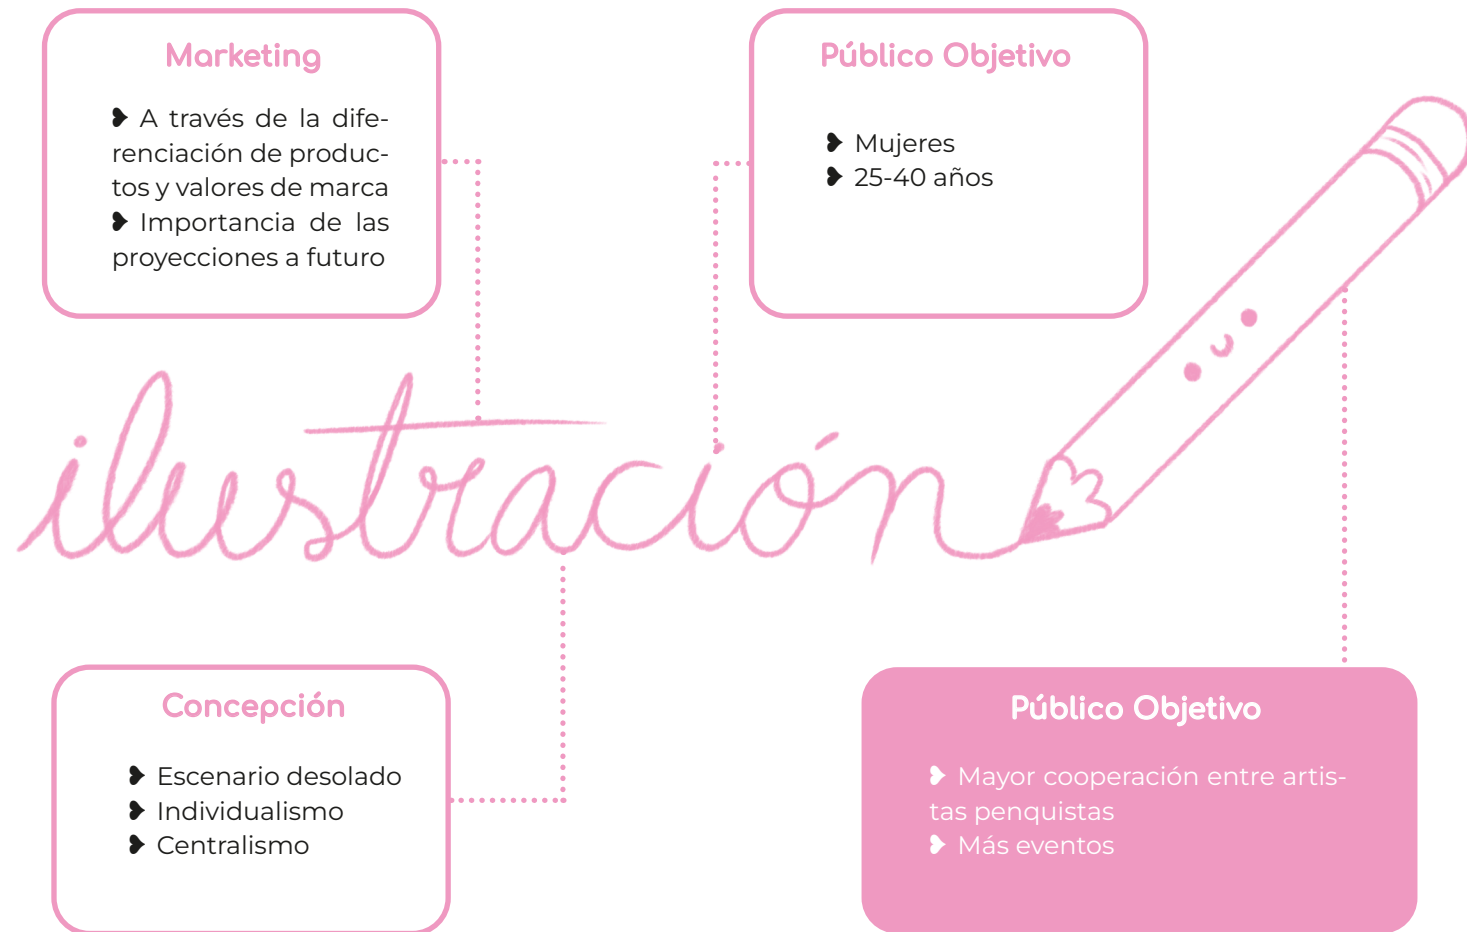 Marketing
❥ A través de la dife-
renciación de produc-
tos y valores de marca
❥ Importancia de las
proyecciones a futuro
Público Objetivo
❥ Mujeres
❥ 25-40 años
ilustración
Concepción
❥ Escenario desolado
❥ Individualismo
❥ Centralismo
Público Objetivo
❥ Mayor cooperación entre artis-
tas penquistas
❥ Más eventos